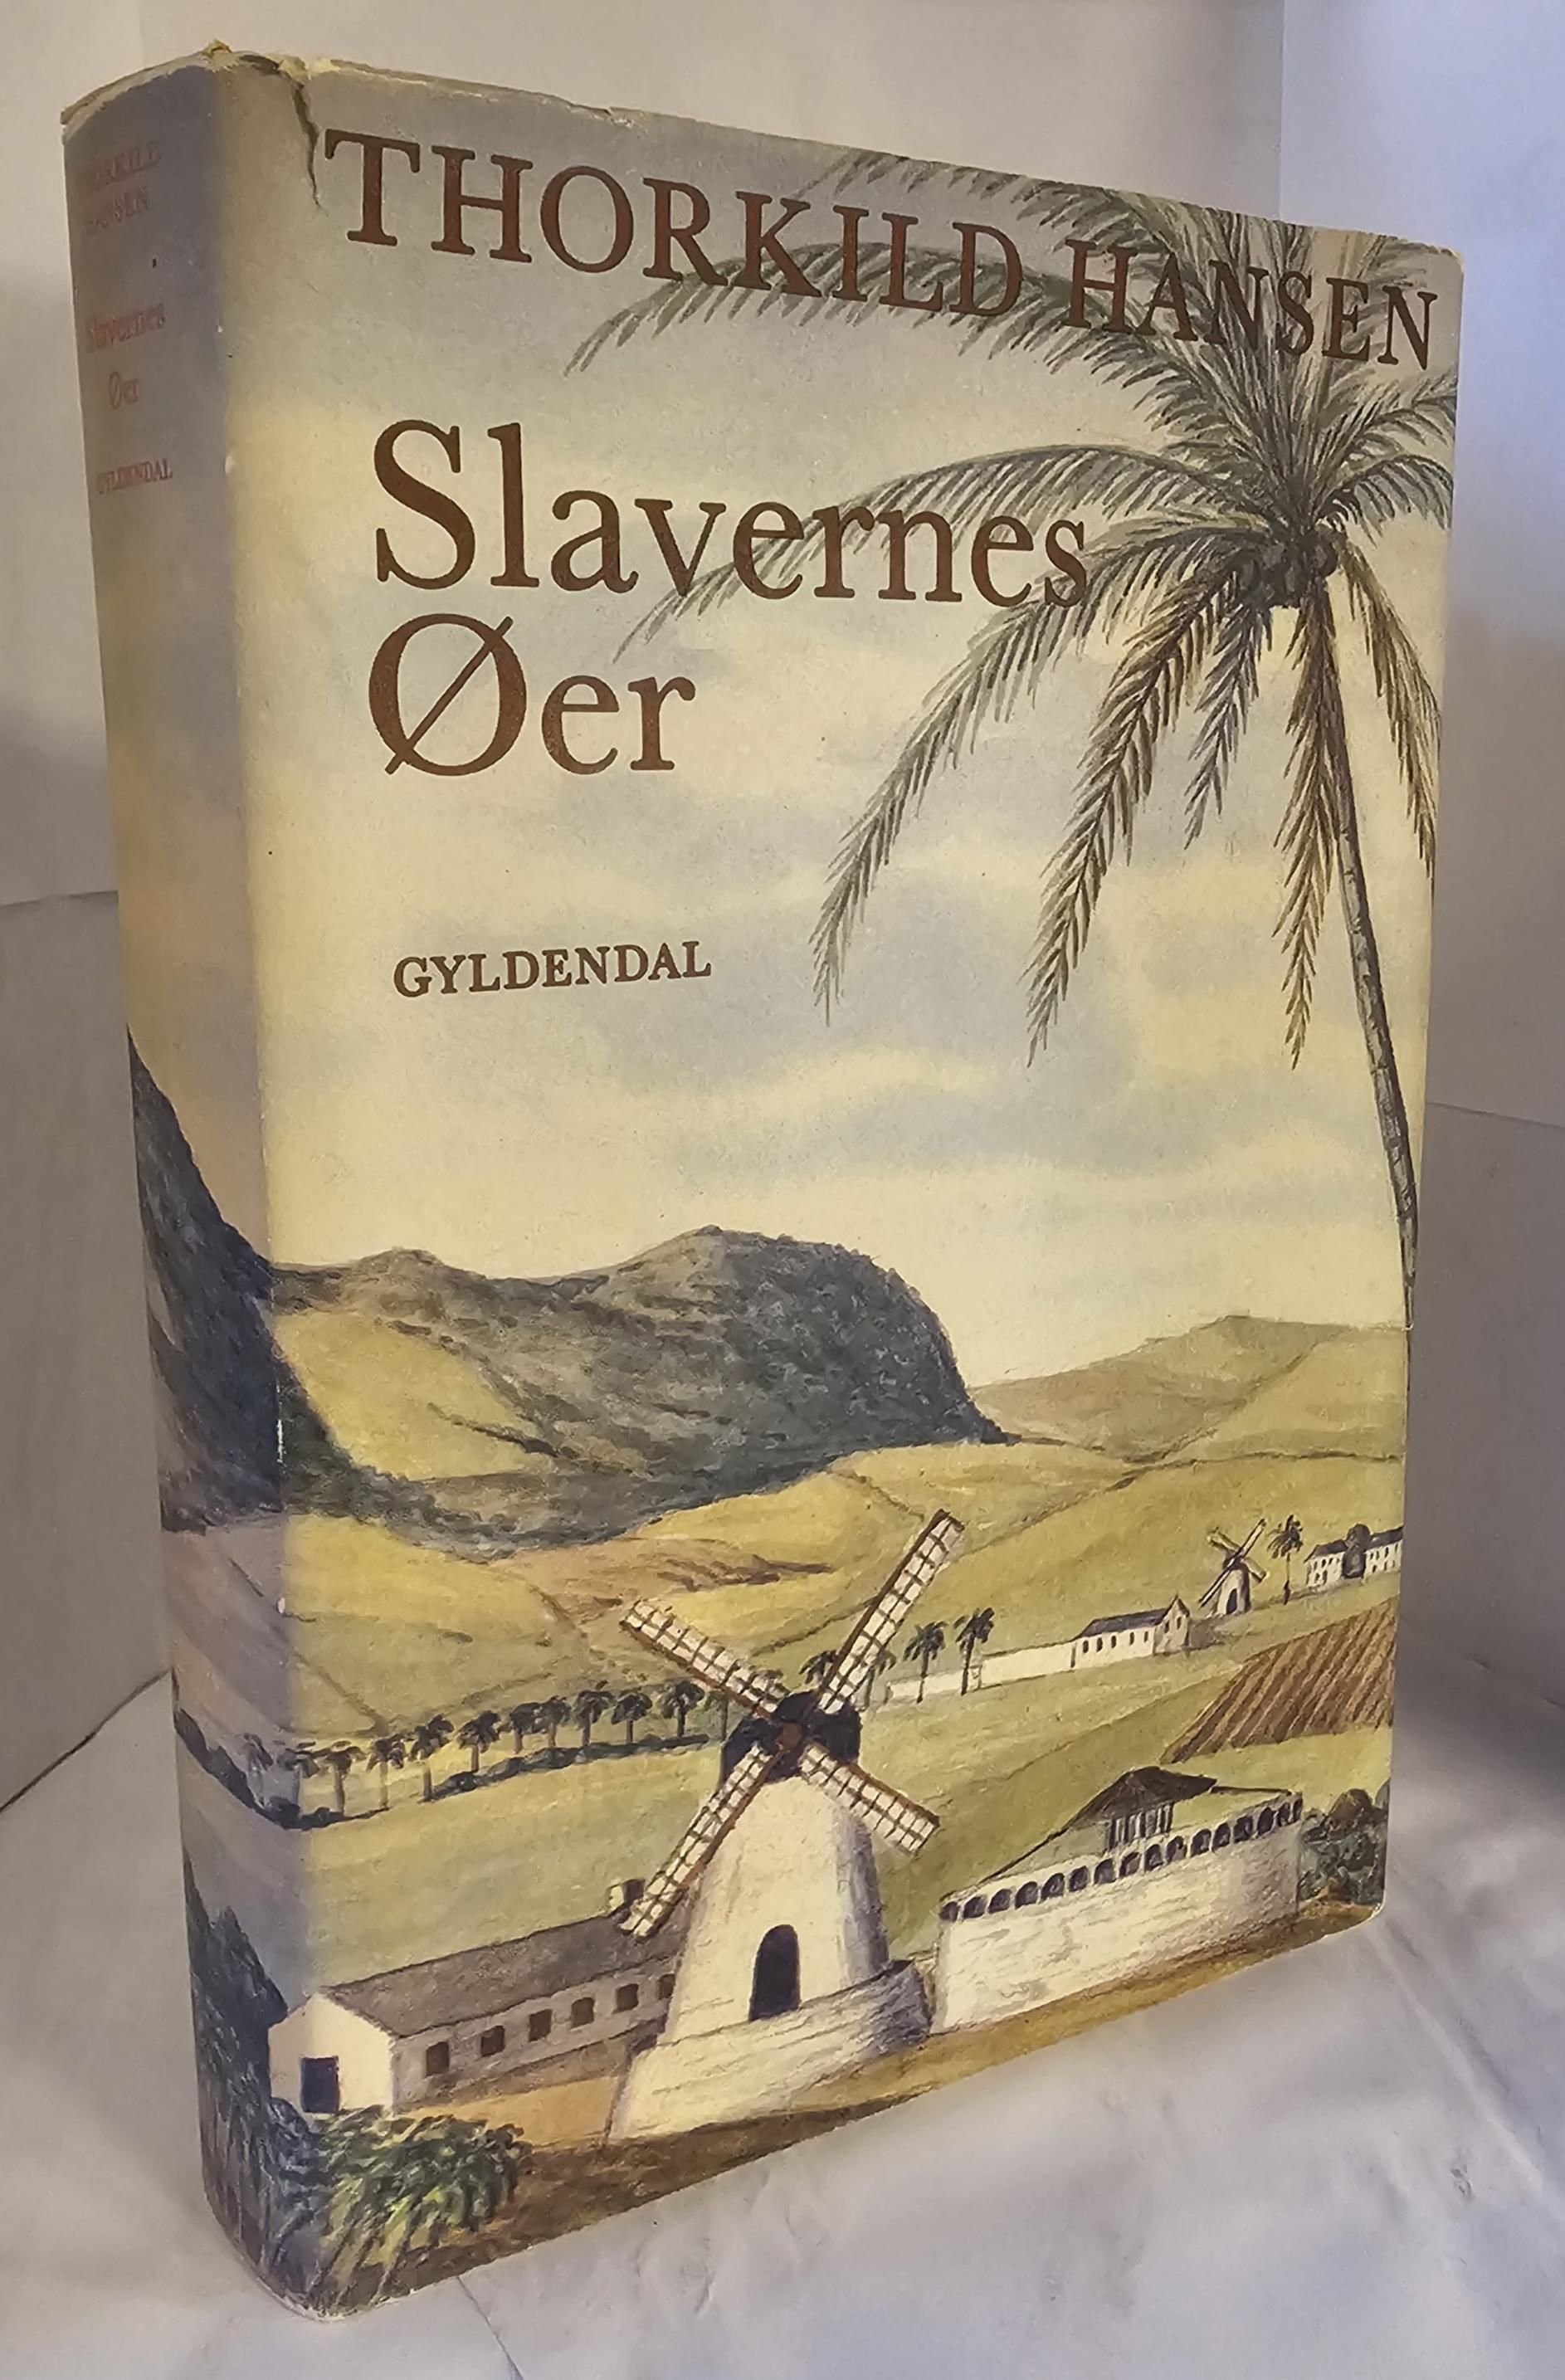 THORKILD
HANSEN
Slavernes
Øer
GYLDENDAL
THORKILD HANSEN
Slavernes
Øer
GYLDENDAL